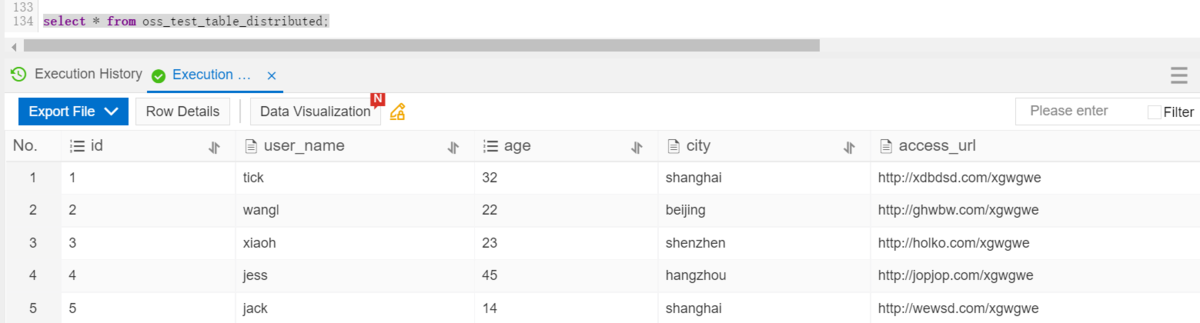 133
134 select * from oss_test_table_distributed;
Execution History Execution ... ×
Export File Row Details Data Visualization N Please enter Filter
No. id user_name age city access_url
1 1 tick 32 shanghai http://xdbdsd.com/xgwgwe
2 2 wangl 22 beijing http://ghwbw.com/xgwgwe
3 3 xiaoh 23 shenzhen http://holko.com/xgwgwe
4 4 jess 45 hangzhou http://jopjop.com/xgwgwe
5 5 jack 14 shanghai http://wewsd.com/xgwgwe